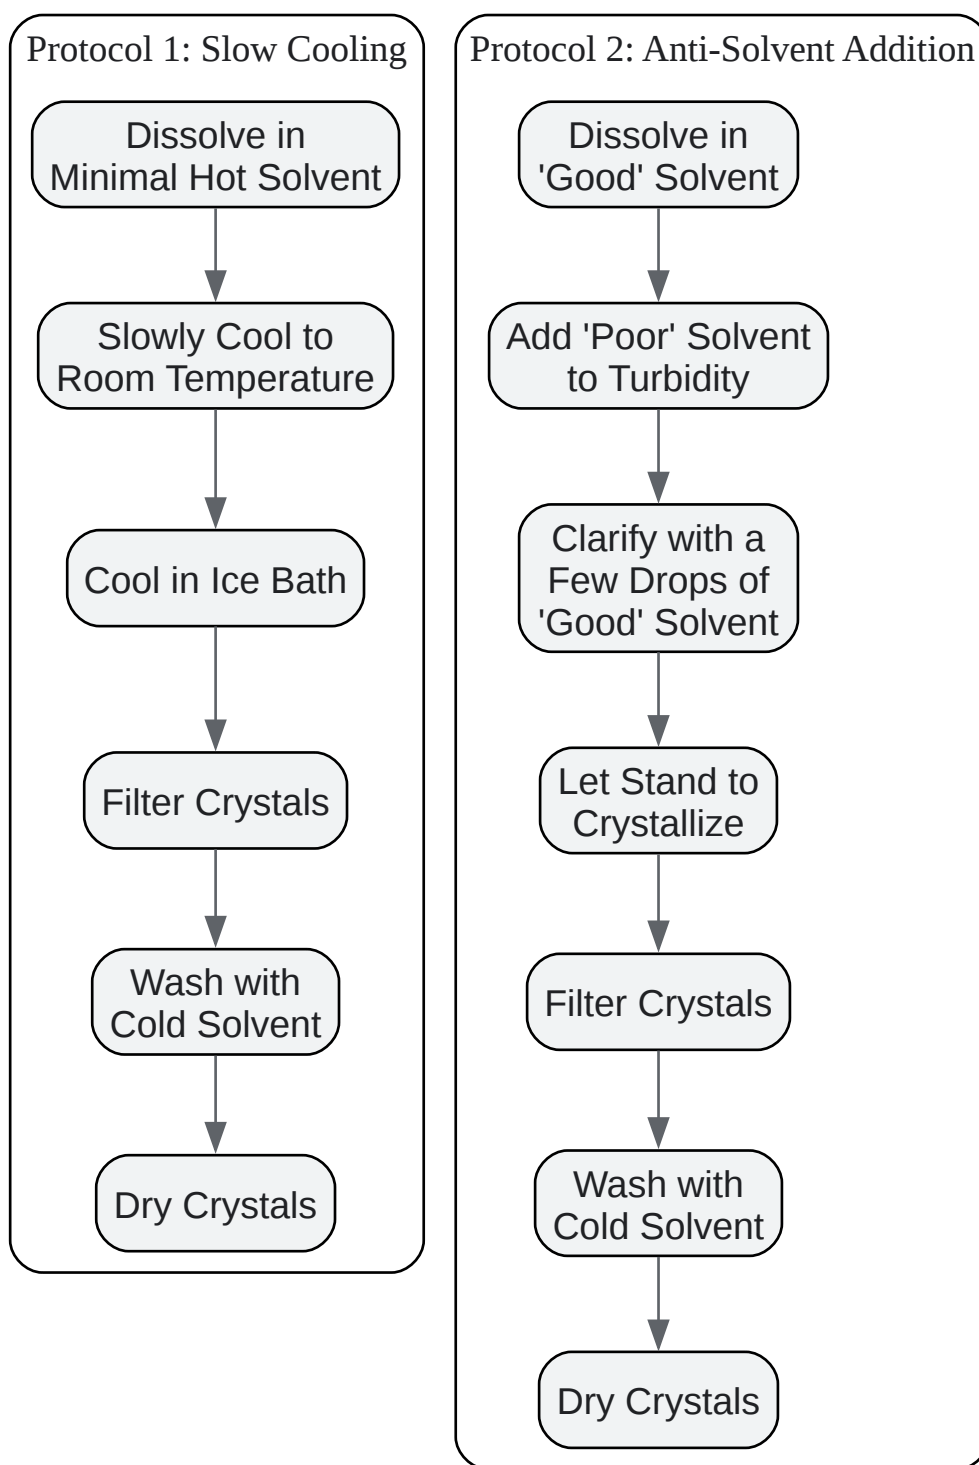 Protocol 1: Slow Cooling
Dissolve in
Minimal Hot Solvent
Slowly Cool to
Room Temperature
Cool in Ice Bath
Filter Crystals
Wash with
Cold Solvent
Dry Crystals
Protocol 2: Anti-Solvent Addition
Dissolve in
'Good' Solvent
Add 'Poor' Solvent
to Turbidity
Clarify with a
Few Drops of
'Good' Solvent
Let Stand to
Crystallize
Filter Crystals
Wash with
Cold Solvent
Dry Crystals